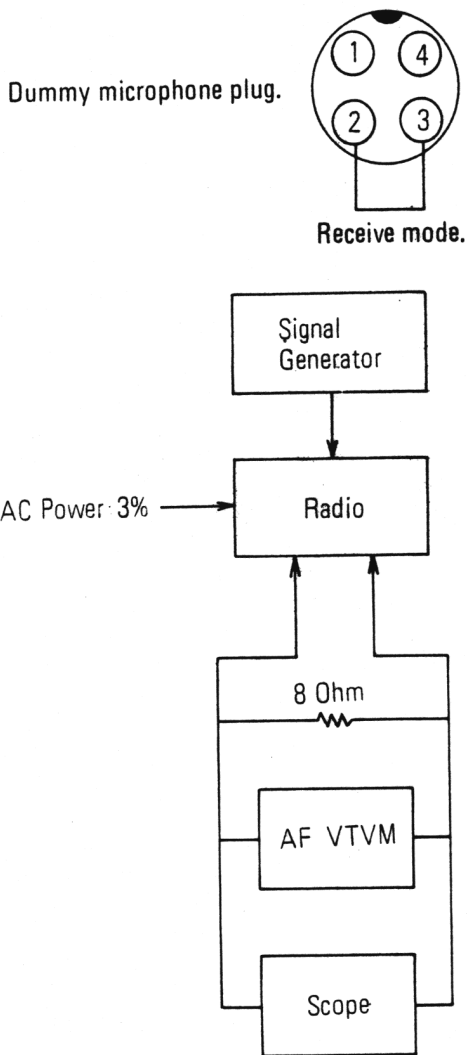 1
4
Dummy microphone plug.
2
3
Receive mode.
Signal
Generator
AC Power 3%
Radio
8 Ohm
AF VTVM
Scope